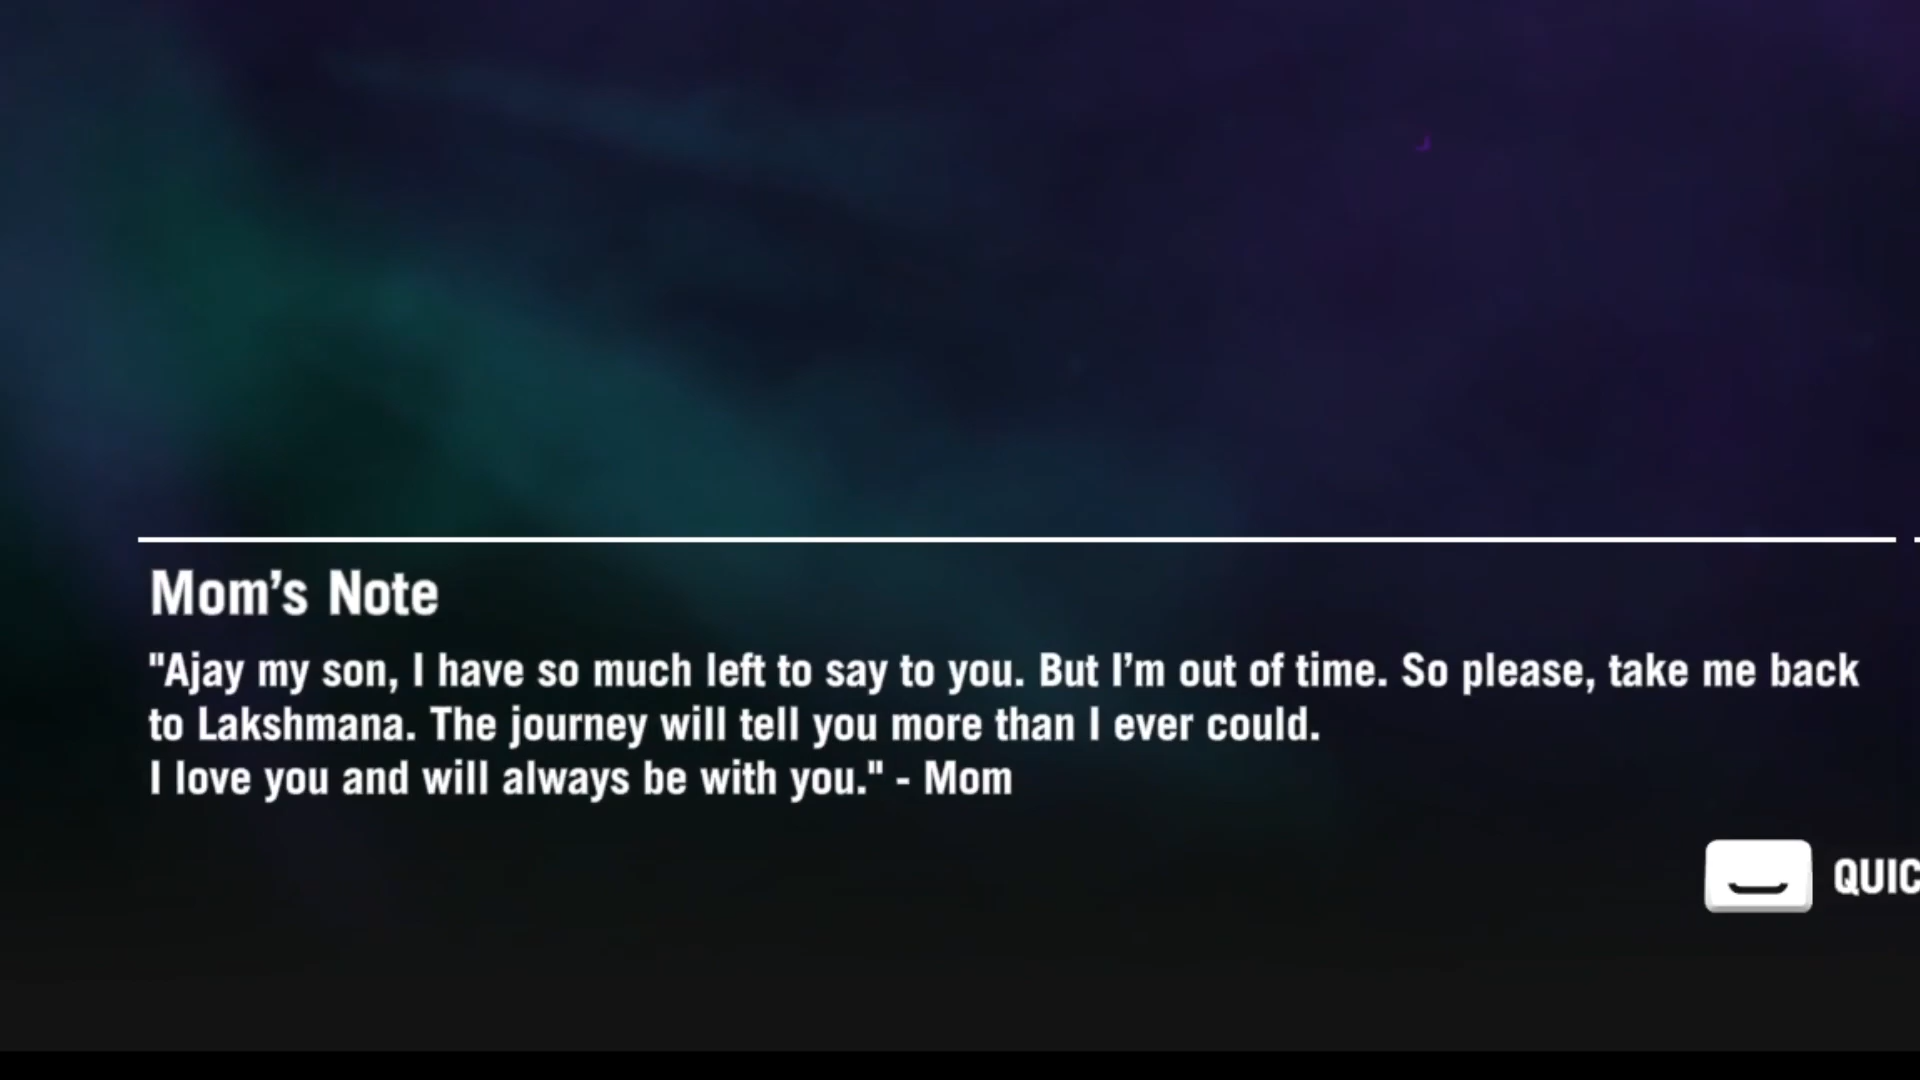 Mom’s Note
"Ajay my son, I have so much left to say to you. But I’m out of time. So please, take me back
to Lakshmana. The journey will tell you more than I ever could.
I love you and will always be with you." - Mom
QUIC